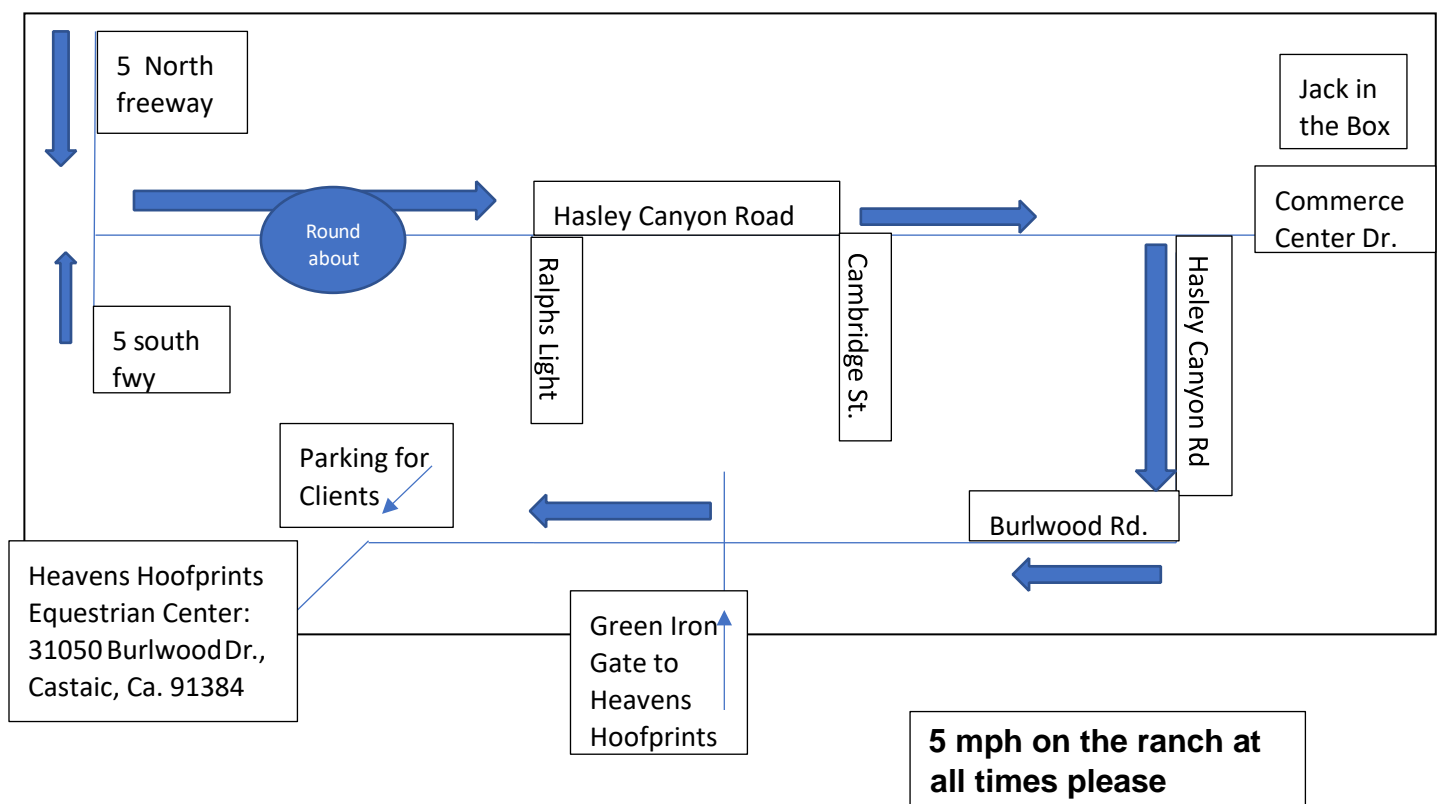 5 North
freeway
Jack in
the Box
Commerce
Center Dr.
Hasley Canyon Road
Round
about
Ralphs Light
Cambridge St.
Hasley Canyon Rd
5 south
fwy
Parking for
Clients
Burlwood Rd.
Heavens Hoofprints
Equestrian Center:
31050 Burlwood Dr.,
Castaic, Ca. 91384
Green Iron
Gate to
Heavens
Hoofprints
5 mph on the ranch at
all times please